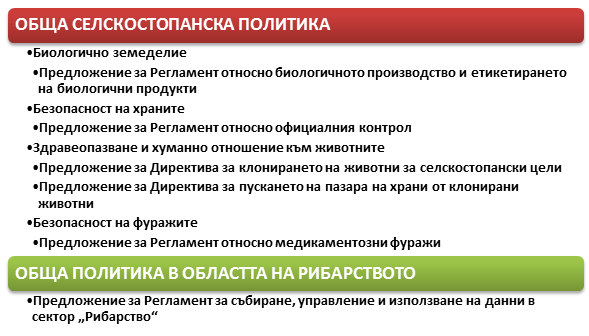 ОБЩА СЕЛСКОСТОПАНСКА ПОЛИТИКА
•Биологично земеделие
•Предложение за Регламент относно биологичното производство и етикетирането
на биологични продукти
•Безопасност на храните
•Предложение за Регламент относно официалния контрол
•Здравеопазване и хуманно отношение към животните
•Предложение за Директива за клонирането на животни за селскостопански цели
•Предложение за Директива за пускането на пазара на храни от клонирани
животни
•Безопасност на фуражите
•Предложение за Регламент относно медикаментозни фуражи
ОБЩА ПОЛИТИКА В ОБЛАСТТА НА РИБАРСТВОТО
•Предложение за Регламент за събиране, управление и използване на данни в
сектор „Рибарство“